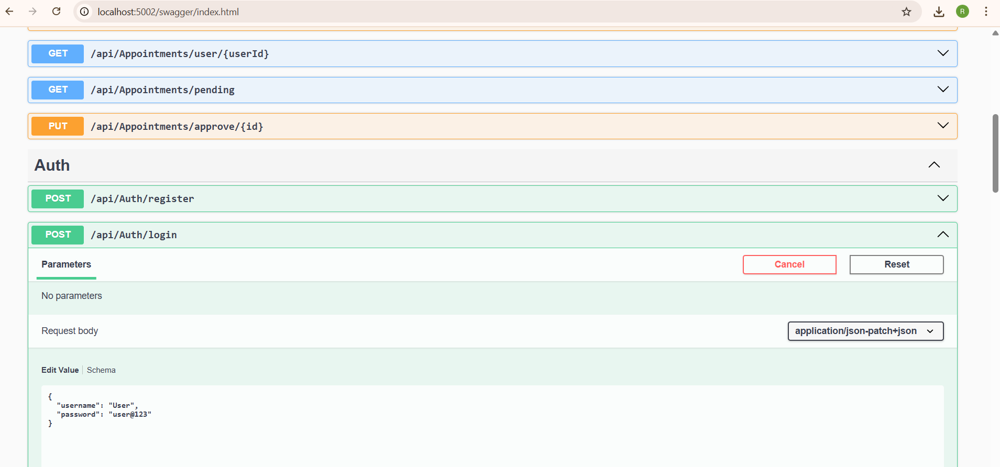 localhost:5002/swagger/index.html
R
GET /api/Appointments/user/{userId}
GET /api/Appointments/pending
PUT /api/Appointments/approve/{id}
Auth
POST /api/Auth/register
POST /api/Auth/login
Parameters Cancel Reset
No parameters
Request body application/json-patch+json
Edit Value Schema
{
"username": "User",
"password": "user@123"
}